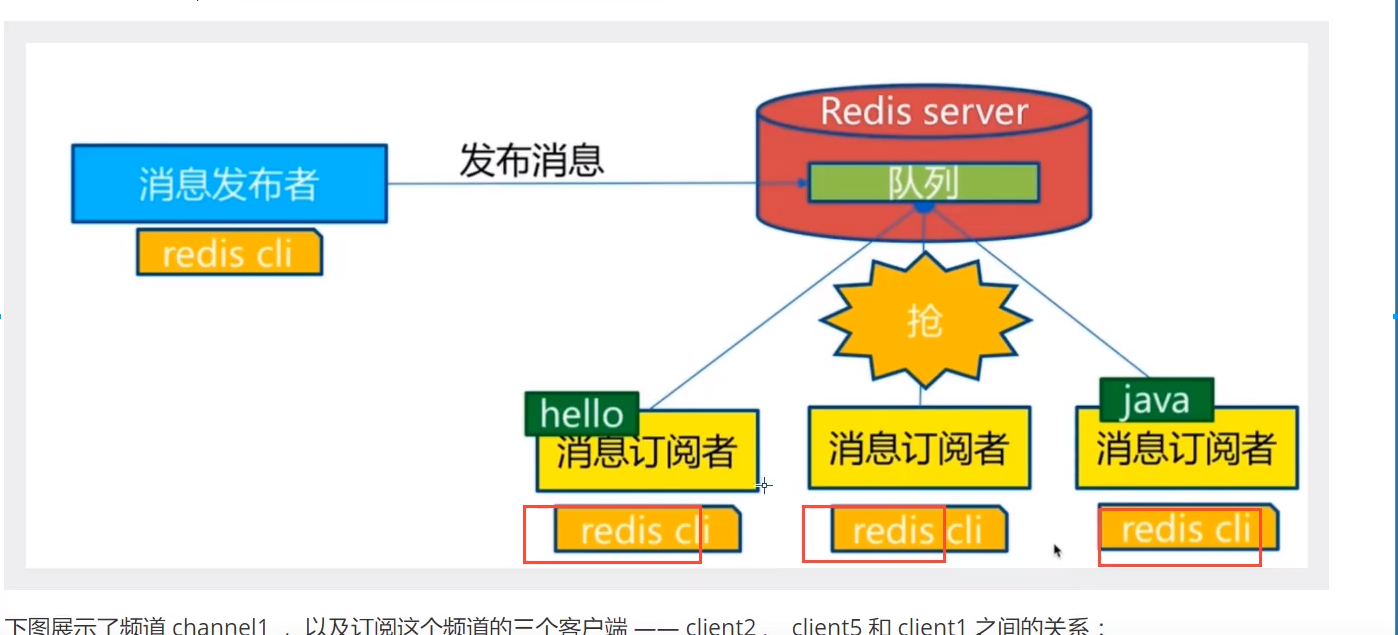 Redis server
发布消息
消息发布者
队列
redis cli
抢
hello
java
消息订阅者
消息订阅者
消息订阅者
redis cli
redis cli
redis cli
下图展示了频道 channel1 ， 以及订阅这个频道的三个客户端 —— client2 、 client5 和 client1 之间的关系：